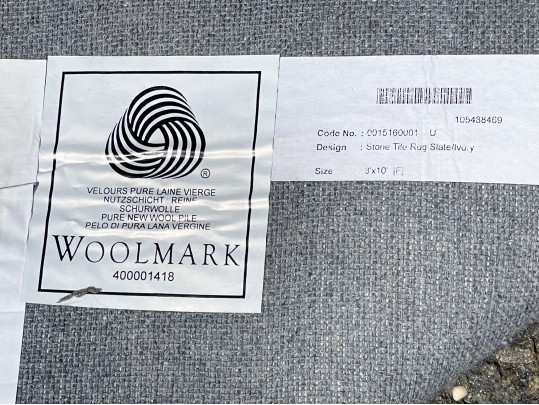 ®
VELOURS PURE LAINE VIERGE
NUTZSCHICHT : REINE
SCHURWOLLE
PURE NEW WOOL PILE
PELO DI PURA LANA VERGINE
WOOLMARK
400001418
105438469
Code No. : 0015160001 U
Design : Stone Tile Rug Slate/Ivory
Size 3'x10' [F]